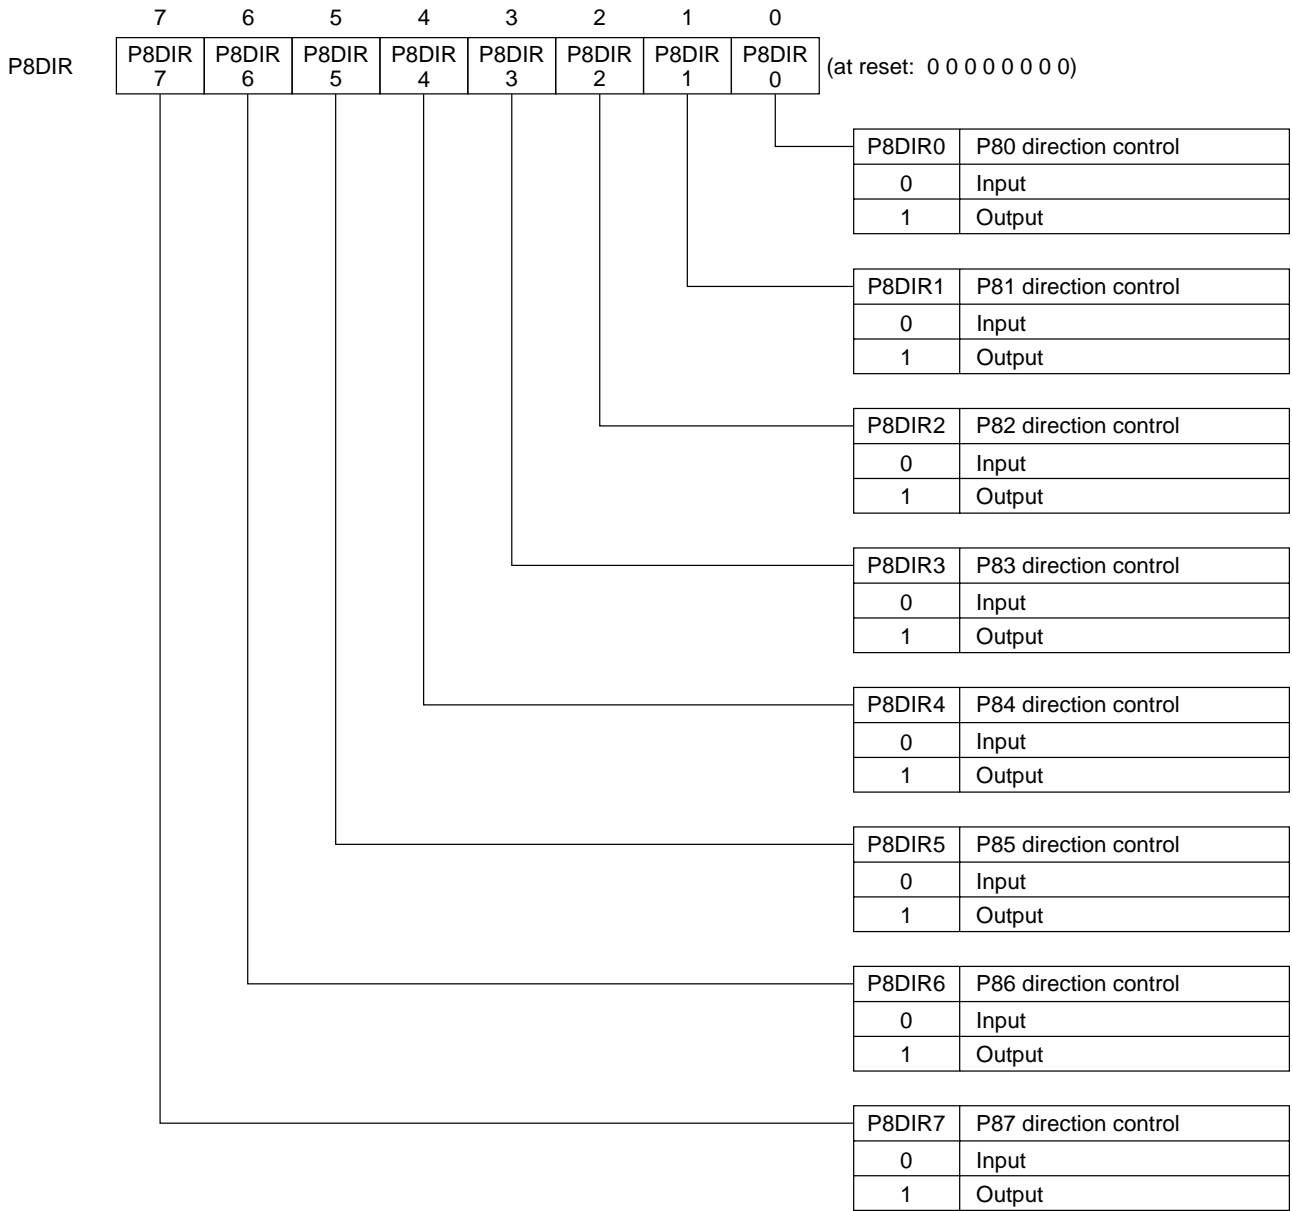 7 6 5 4 3 2 1 0
P8DIR P8DIR P8DIR P8DIR P8DIR P8DIR P8DIR P8DIR P8DIR (at reset: 0 0 0 0 0 0 0 0)
7 6 5 4 3 2 1 0
P8DIR0 P80 direction control
0 Input
1 Output
P8DIR1 P81 direction control
0 Input
1 Output
P8DIR2 P82 direction control
0 Input
1 Output
P8DIR3 P83 direction control
0 Input
1 Output
P8DIR4 P84 direction control
0 Input
1 Output
P8DIR5 P85 direction control
0 Input
1 Output
P8DIR6 P86 direction control
0 Input
1 Output
P8DIR7 P87 direction control
0 Input
1 Output